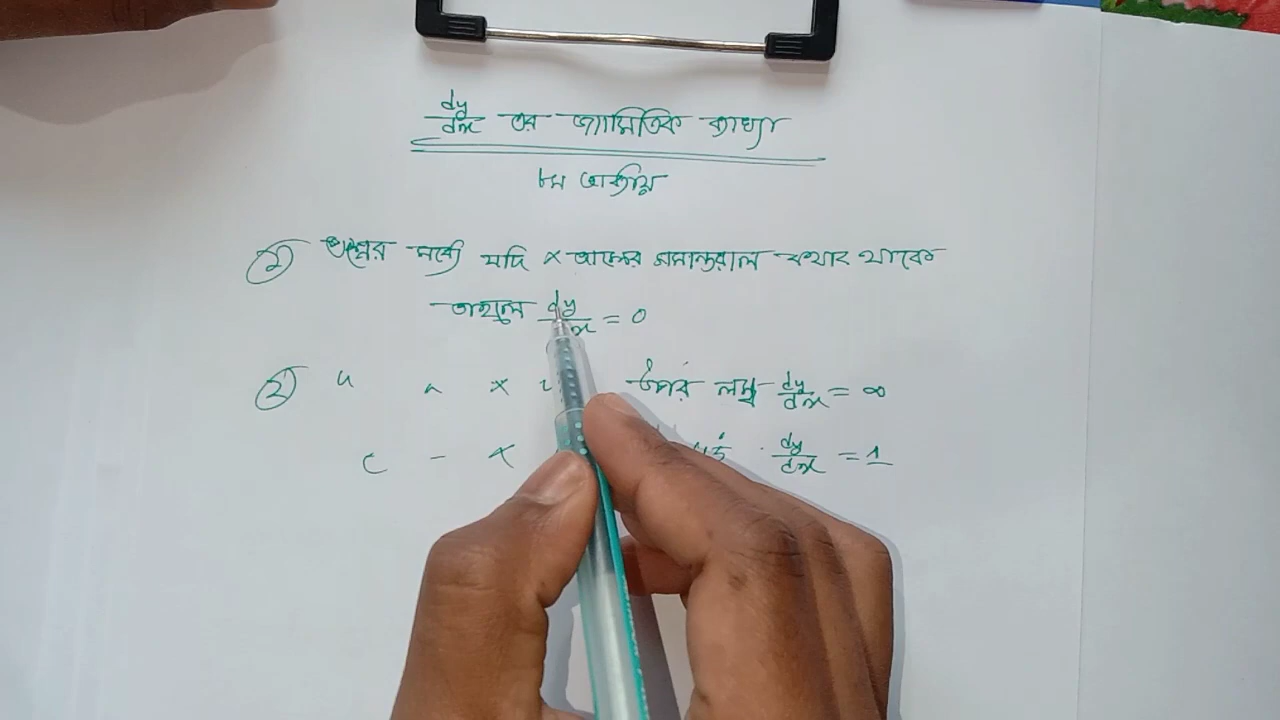 dy/dx এর জ্যামিতিক ব্যাখ্যা
৮ম অধ্যায়
① প্রশ্নের মধ্যে যদি x অক্ষের সমান্তরাল কথাটা থাকে
তাহলে dy/dx = 0
② " " x উপর লম্ব dy/dx = ∞
" - x dy/dx = 1